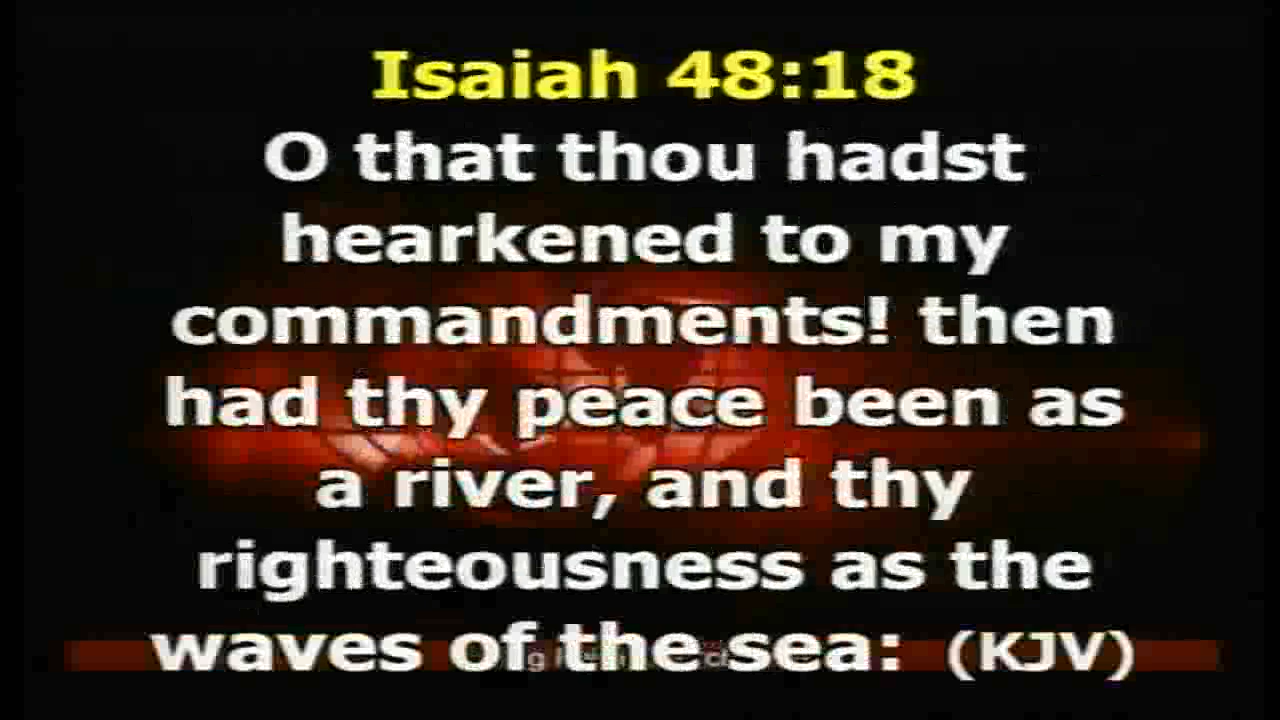 Isaiah 48:18
O that thou hadst
hearkened to my
commandments! then
had thy peace been as
a river, and thy
righteousness as the
waves of the sea: (KJV)